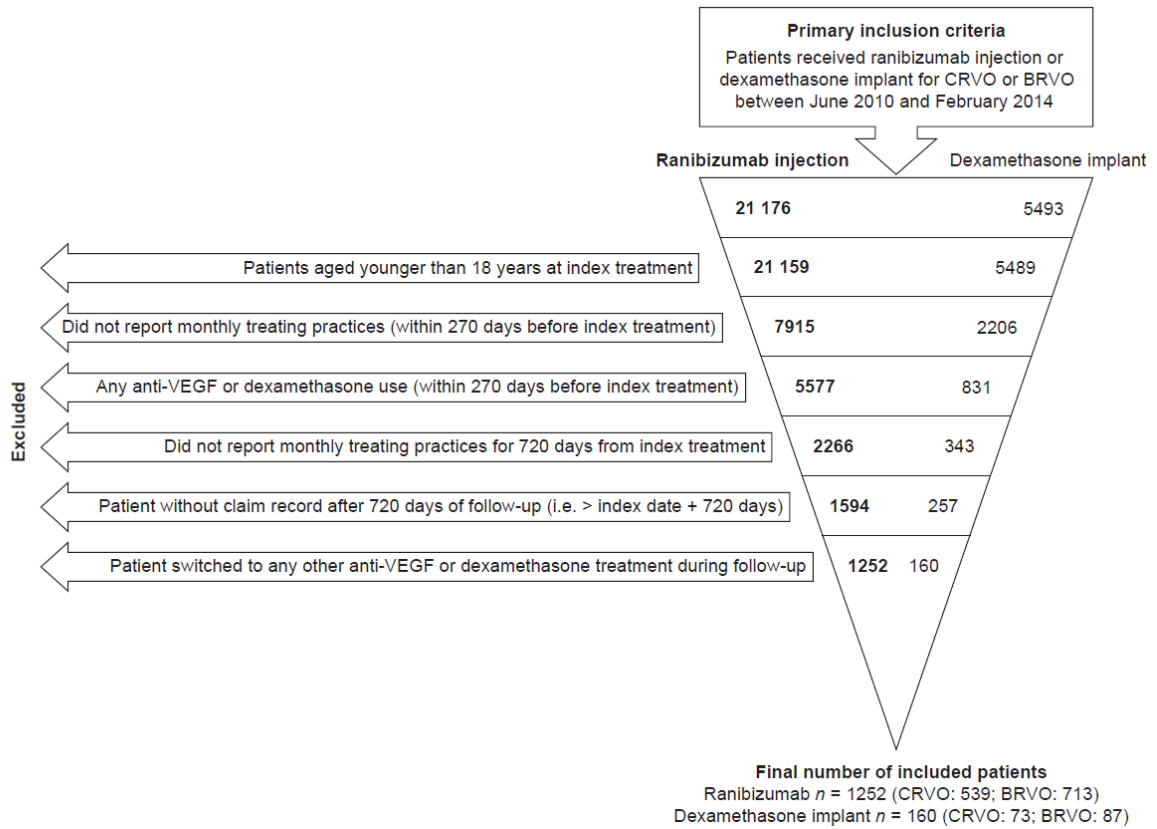 Primary inclusion criteria
Patients received ranibizumab injection or
dexamethasone implant for CRVO or BRVO
between June 2010 and February 2014
Ranibizumab injection Dexamethasone implant
21 176 5493
Patients aged younger than 18 years at index treatment 21 159 5489
Did not report monthly treating practices (within 270 days before index treatment) 7915 2206
Any anti-VEGF or dexamethasone use (within 270 days before index treatment) 5577 831
Did not report monthly treating practices for 720 days from index treatment 2266 343
Patient without claim record after 720 days of follow-up (i.e. > index date + 720 days) 1594 257
Patient switched to any other anti-VEGF or dexamethasone treatment during follow-up 1252 160
Excluded
Final number of included patients
Ranibizumab n = 1252 (CRVO: 539; BRVO: 713)
Dexamethasone implant n = 160 (CRVO: 73; BRVO: 87)